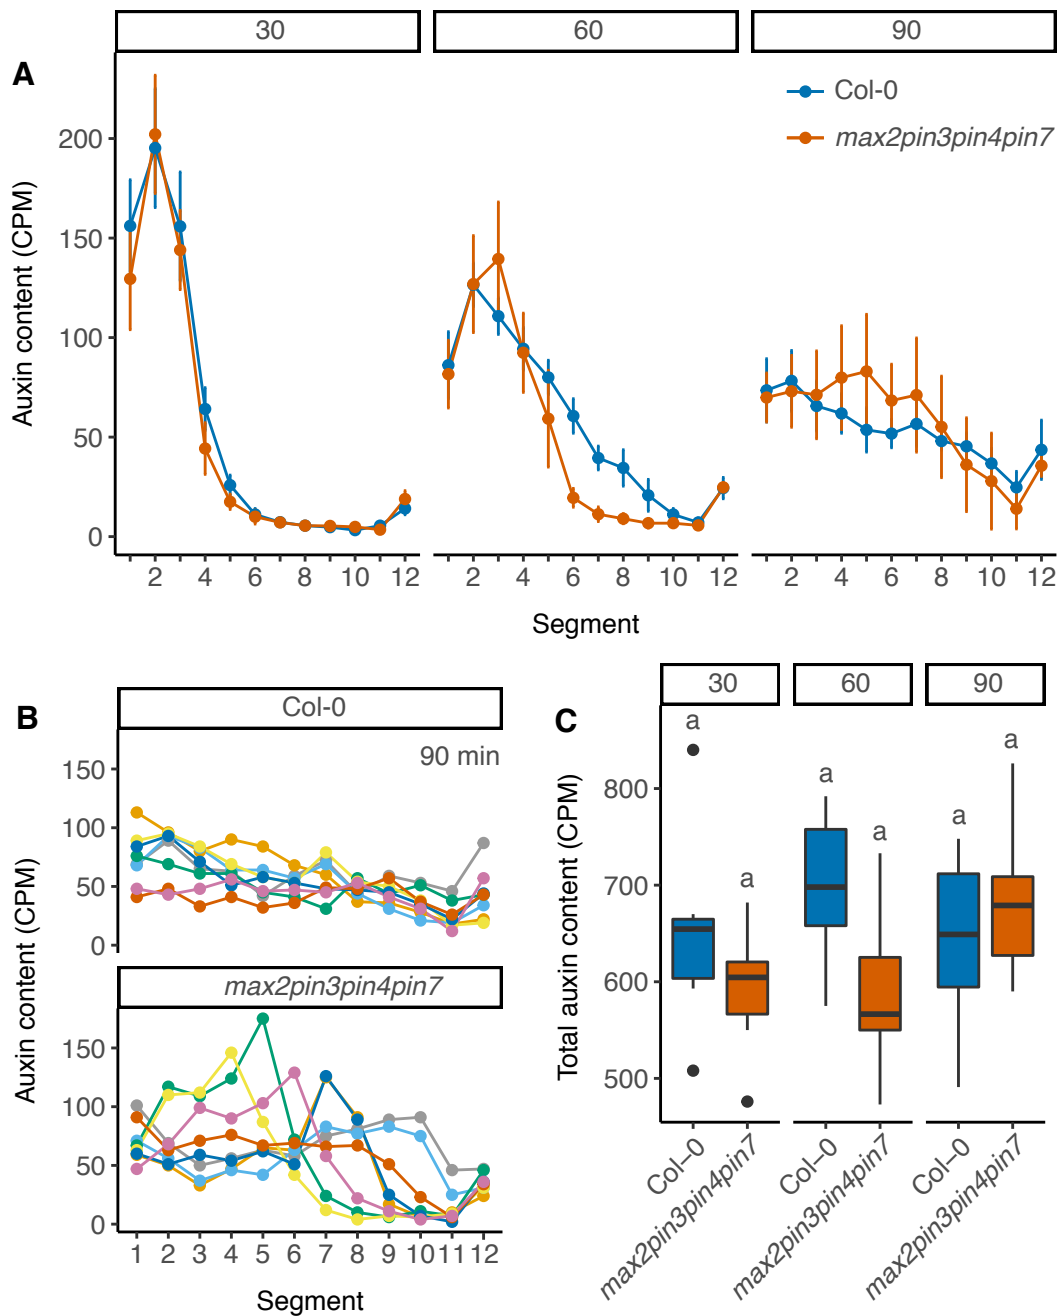 30 60 90
A
Col-0
max2pin3pin4pin7
200
150
100
50
0
Auxin content (CPM)
2 4 6 8 10 12 2 4 6 8 10 12 2 4 6 8 10 12
Segment
B
Col-0
90 min
150
100
50
0
max2pin3pin4pin7
150
100
50
0
Auxin content (CPM)
1 2 3 4 5 6 7 8 9 10 11 12
Segment
30 60 90
C
a a a a a a
800
700
600
500
Total auxin content (CPM)
Col–0 max2pin3pin4pin7 Col–0 max2pin3pin4pin7 Col–0 max2pin3pin4pin7